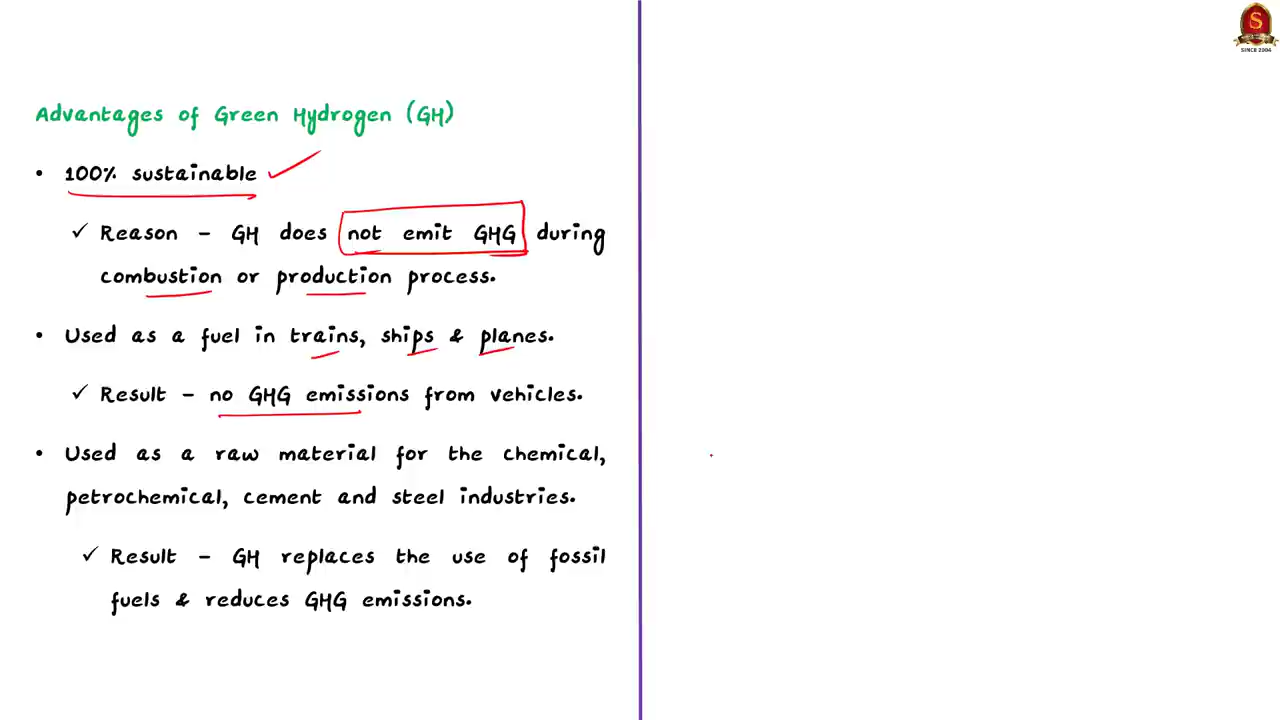 S
SINCE 2004
Advantages of Green Hydrogen (GH)
• 100% sustainable
✓ Reason – GH does not emit GHG during
combustion or production process.
• Used as a fuel in trains, ships & planes.
✓ Result – no GHG emissions from vehicles.
• Used as a raw material for the chemical,
petrochemical, cement and steel industries.
✓ Result – GH replaces the use of fossil
fuels & reduces GHG emissions.